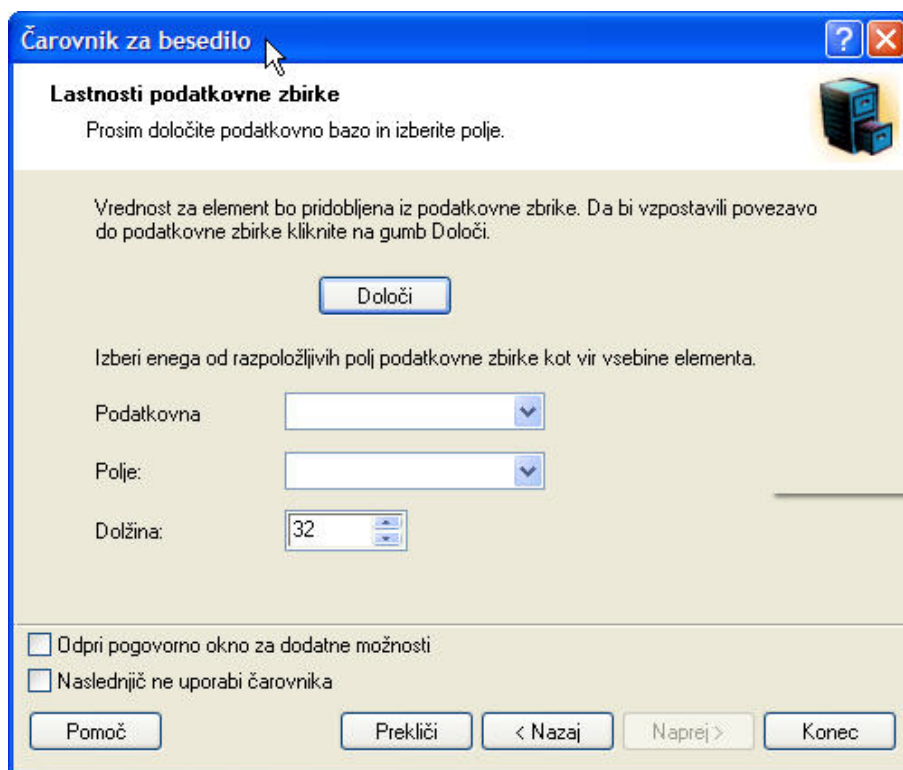 Čarovnik za besedilo
Lastnosti podatkovne zbirke
Prosim določite podatkovno bazo in izberite polje.
Vrednost za element bo pridobljena iz podatkovne zbrike. Da bi vzpostavili povezavo
do podatkovne zbirke kliknite na gumb Določi.
Določi
Izberi enega od razpoložljivih polj podatkovne zbirke kot vir vsebine elementa.
Podatkovna
Polje:
Dolžina: 32
Odpri pogovorno okno za dodatne možnosti
Naslednjič ne uporabi čarovnika
Pomoč Prekliči < Nazaj Naprej > Konec